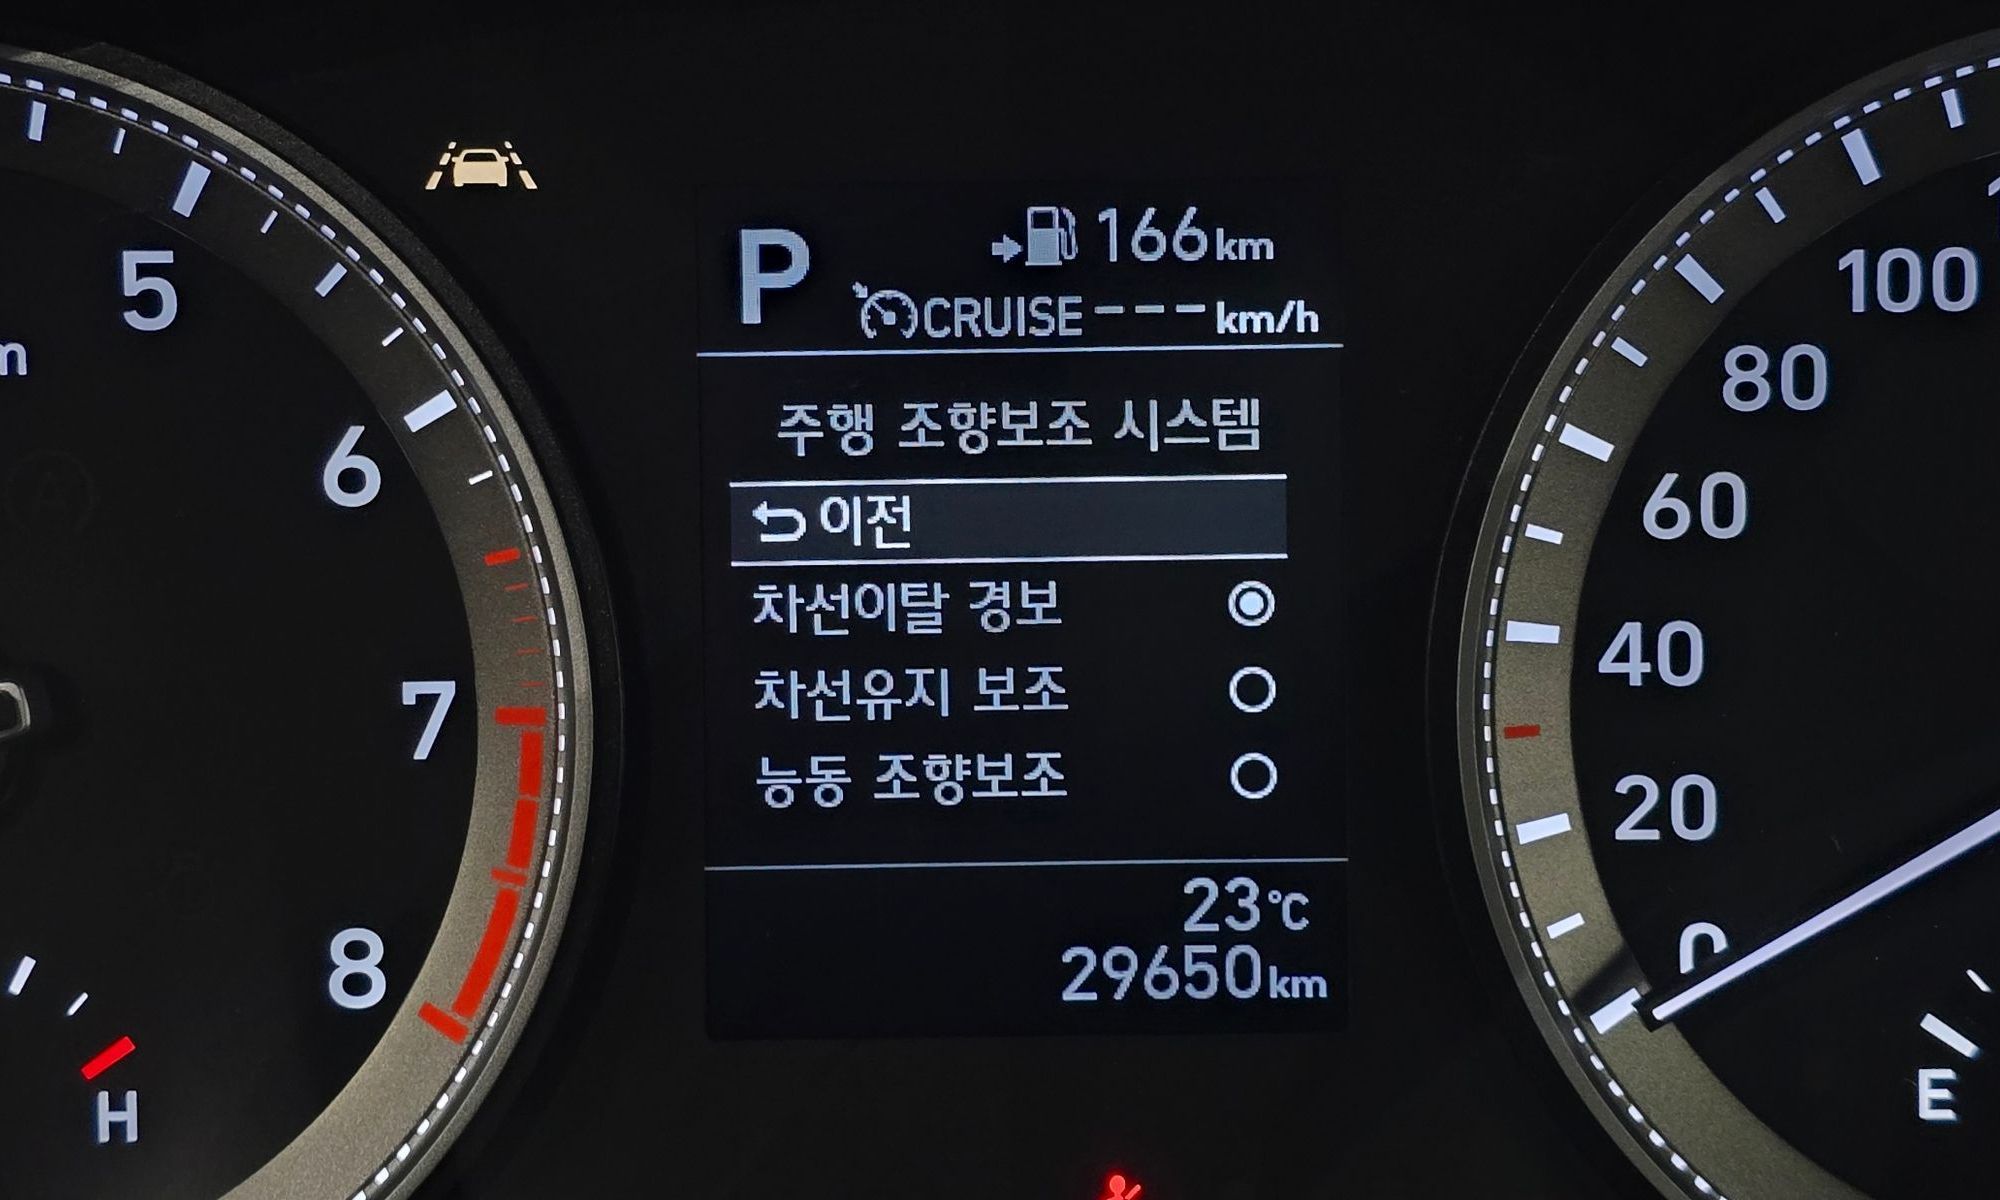 P
166km
CRUISE---km/h
주행 조향보조 시스템
이전
차선이탈 경보
차선유지 보조
능동 조향보조
23°C
29650km
5
6
7
8
H
100
80
60
40
20
0
E